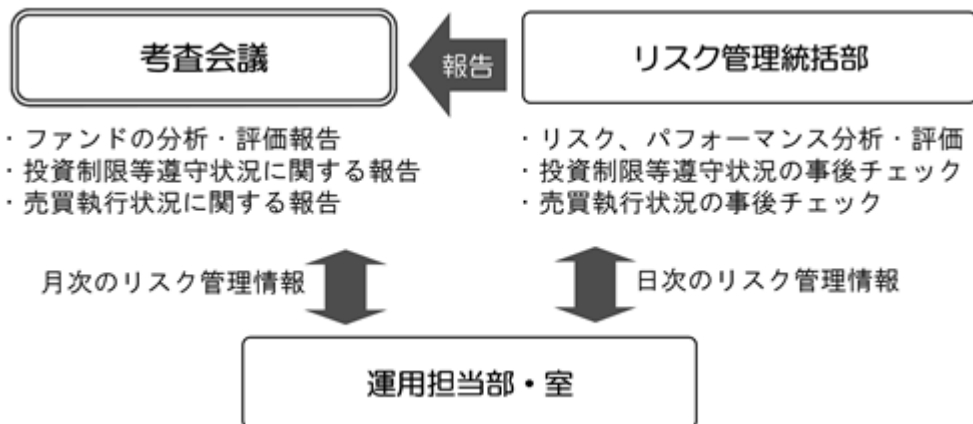 考査会議
報告
リスク管理統括部
・ファンドの分析・評価報告
・投資制限等遵守状況に関する報告
・売買執行状況に関する報告
・リスク、パフォーマンス分析・評価
・投資制限等遵守状況の事後チェック
・売買執行状況の事後チェック
月次のリスク管理情報
日次のリスク管理情報
運用担当部・室